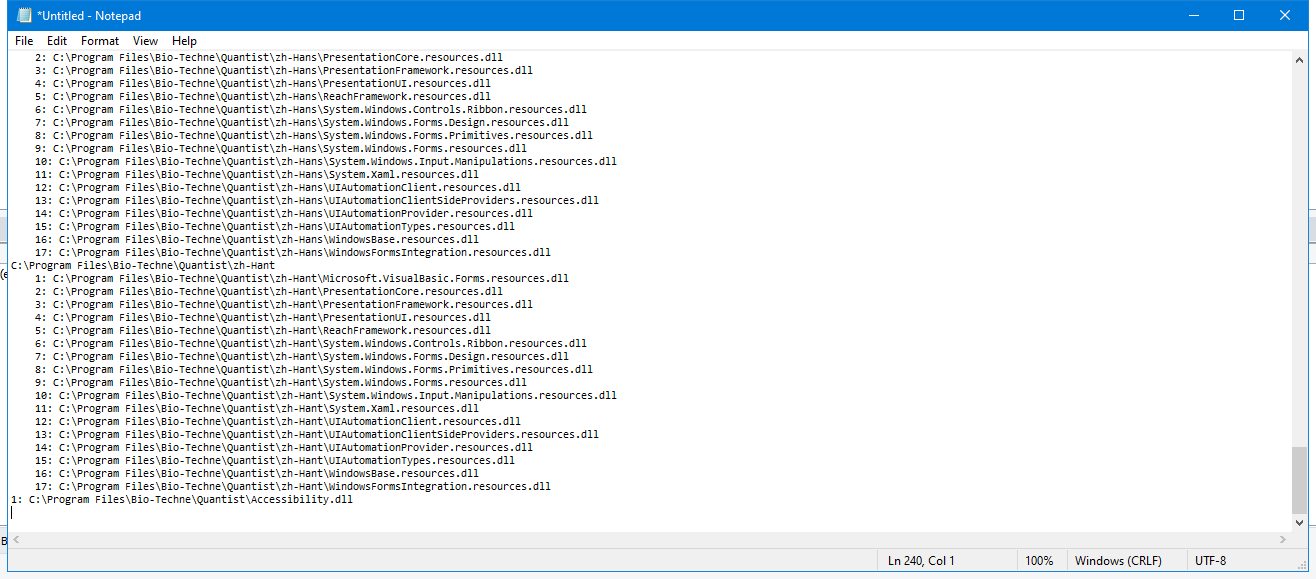 *Untitled - Notepad
File Edit Format View Help
2: C:\Program Files\Bio-Techne\Quantist\zh-Hans\PresentationCore.resources.dll
3: C:\Program Files\Bio-Techne\Quantist\zh-Hans\PresentationFramework.resources.dll
4: C:\Program Files\Bio-Techne\Quantist\zh-Hans\PresentationUI.resources.dll
5: C:\Program Files\Bio-Techne\Quantist\zh-Hans\ReachFramework.resources.dll
6: C:\Program Files\Bio-Techne\Quantist\zh-Hans\System.Windows.Controls.Ribbon.resources.dll
7: C:\Program Files\Bio-Techne\Quantist\zh-Hans\System.Windows.Forms.Design.resources.dll
8: C:\Program Files\Bio-Techne\Quantist\zh-Hans\System.Windows.Forms.Primitives.resources.dll
9: C:\Program Files\Bio-Techne\Quantist\zh-Hans\System.Windows.Forms.resources.dll
10: C:\Program Files\Bio-Techne\Quantist\zh-Hans\System.Windows.Input.Manipulations.resources.dll
11: C:\Program Files\Bio-Techne\Quantist\zh-Hans\System.Xaml.resources.dll
12: C:\Program Files\Bio-Techne\Quantist\zh-Hans\UIAutomationClient.resources.dll
13: C:\Program Files\Bio-Techne\Quantist\zh-Hans\UIAutomationClientSideProviders.resources.dll
14: C:\Program Files\Bio-Techne\Quantist\zh-Hans\UIAutomationProvider.resources.dll
15: C:\Program Files\Bio-Techne\Quantist\zh-Hans\UIAutomationTypes.resources.dll
16: C:\Program Files\Bio-Techne\Quantist\zh-Hans\WindowsBase.resources.dll
17: C:\Program Files\Bio-Techne\Quantist\zh-Hans\WindowsFormsIntegration.resources.dll
C:\Program Files\Bio-Techne\Quantist\zh-Hant
1: C:\Program Files\Bio-Techne\Quantist\zh-Hant\Microsoft.VisualBasic.Forms.resources.dll
2: C:\Program Files\Bio-Techne\Quantist\zh-Hant\PresentationCore.resources.dll
3: C:\Program Files\Bio-Techne\Quantist\zh-Hant\PresentationFramework.resources.dll
4: C:\Program Files\Bio-Techne\Quantist\zh-Hant\PresentationUI.resources.dll
5: C:\Program Files\Bio-Techne\Quantist\zh-Hant\ReachFramework.resources.dll
6: C:\Program Files\Bio-Techne\Quantist\zh-Hant\System.Windows.Controls.Ribbon.resources.dll
7: C:\Program Files\Bio-Techne\Quantist\zh-Hant\System.Windows.Forms.Design.resources.dll
8: C:\Program Files\Bio-Techne\Quantist\zh-Hant\System.Windows.Forms.Primitives.resources.dll
9: C:\Program Files\Bio-Techne\Quantist\zh-Hant\System.Windows.Forms.resources.dll
10: C:\Program Files\Bio-Techne\Quantist\zh-Hant\System.Windows.Input.Manipulations.resources.dll
11: C:\Program Files\Bio-Techne\Quantist\zh-Hant\System.Xaml.resources.dll
12: C:\Program Files\Bio-Techne\Quantist\zh-Hant\UIAutomationClient.resources.dll
13: C:\Program Files\Bio-Techne\Quantist\zh-Hant\UIAutomationClientSideProviders.resources.dll
14: C:\Program Files\Bio-Techne\Quantist\zh-Hant\UIAutomationProvider.resources.dll
15: C:\Program Files\Bio-Techne\Quantist\zh-Hant\UIAutomationTypes.resources.dll
16: C:\Program Files\Bio-Techne\Quantist\zh-Hant\WindowsBase.resources.dll
17: C:\Program Files\Bio-Techne\Quantist\zh-Hant\WindowsFormsIntegration.resources.dll
1: C:\Program Files\Bio-Techne\Quantist\Accessibility.dll
Ln 240, Col 1 100% Windows (CRLF) UTF-8